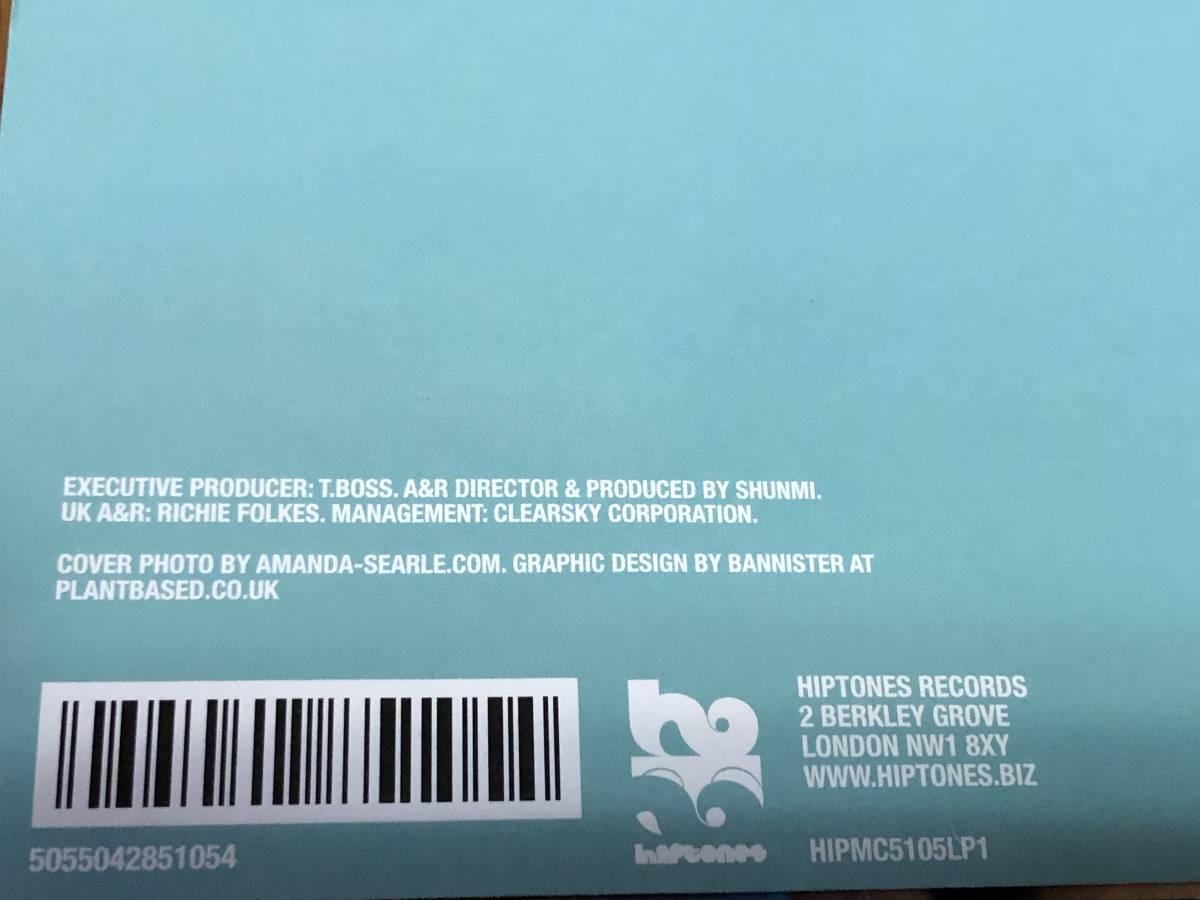 EXECUTIVE PRODUCER: T.BOSS. A&R DIRECTOR & PRODUCED BY SHUNMI.
UK A&R: RICHIE FOLKES. MANAGEMENT: CLEARSKY CORPORATION.
COVER PHOTO BY AMANDA-SEARLE.COM. GRAPHIC DESIGN BY BANNISTER AT
PLANTBASED.CO.UK
5055042851054
hiptones
HIPTONES RECORDS
2 BERKLEY GROVE
LONDON NW1 8XY
WWW.HIPTONES.BIZ
HIPMC5105LP1